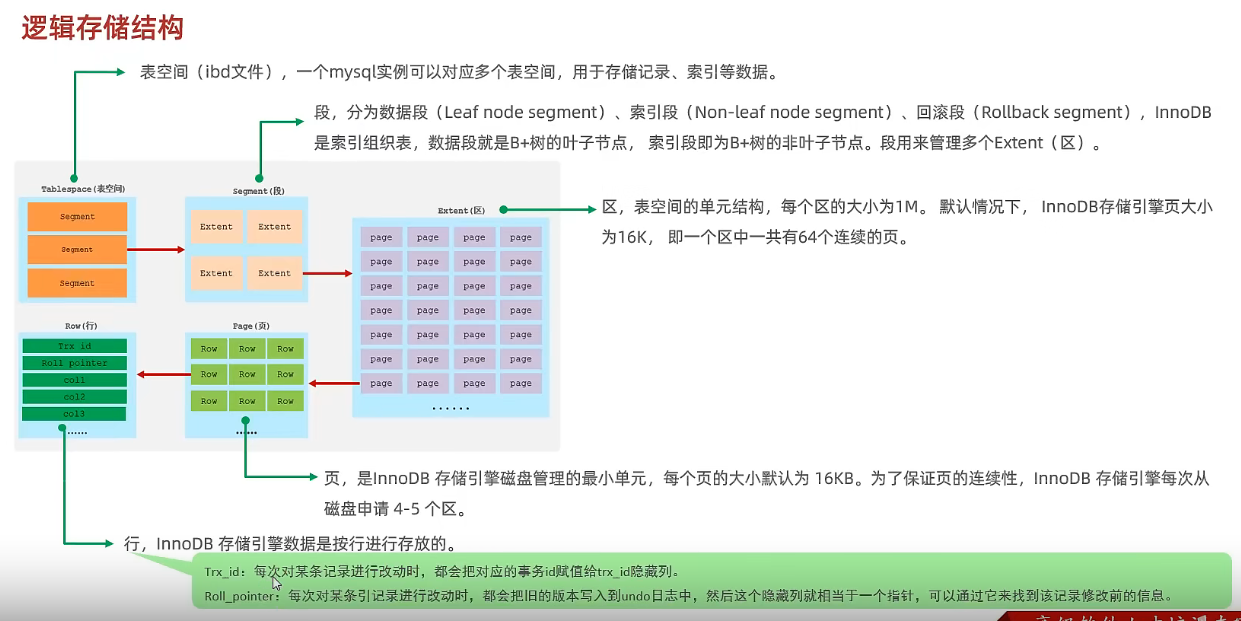 逻辑存储结构
表空间（ibd文件），一个mysql实例可以对应多个表空间，用于存储记录、索引等数据。
段，分为数据段（Leaf node segment）、索引段（Non-leaf node segment）、回滚段（Rollback segment），InnoDB
是索引组织表，数据段就是B+树的叶子节点， 索引段即为B+树的非叶子节点。段用来管理多个Extent（区）。
Tablespace(表空间)
Segment
Segment
Segment
Segment(段)
Extent Extent
Extent Extent
Extent(区)
page page page page
page page page page
page page page page
page page page page
page page page page
page page page page
page page page page
......
区，表空间的单元结构，每个区的大小为1M。 默认情况下， InnoDB存储引擎页大小
为16K， 即一个区中一共有64个连续的页。
Row(行)
Trx id
Roll pointer
col1
col2
col3
......
Page(页)
Row Row Row
Row Row Row
Row Row Row
......
页，是InnoDB 存储引擎磁盘管理的最小单元，每个页的大小默认为 16KB。为了保证页的连续性，InnoDB 存储引擎每次从
磁盘申请 4-5 个区。
行，InnoDB 存储引擎数据是按行进行存放的。
Trx_id：每次对某条记录进行改动时，都会把对应的事务id赋值给trx_id隐藏列。
Roll_pointer：每次对某条引记录进行改动时，都会把旧的版本写入到undo日志中，然后这个隐藏列就相当于一个指针，可以通过它来找到该记录修改前的信息。